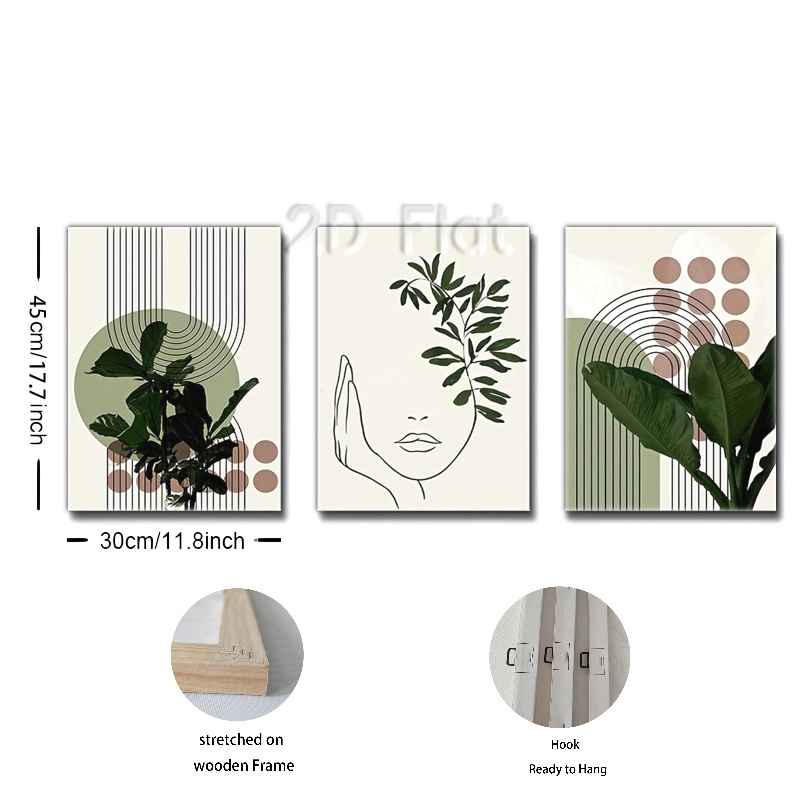 2D Flat
45cm/17.7inch
30cm/11.8inch
stretched on
wooden Frame
Hook
Ready to Hang